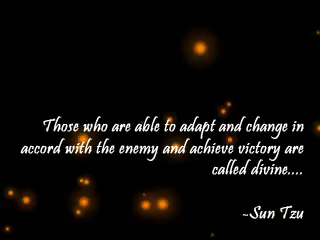 Those who are able to adapt and change in
accord with the enemy and achieve victory are
called divine....
~Sun Tzu